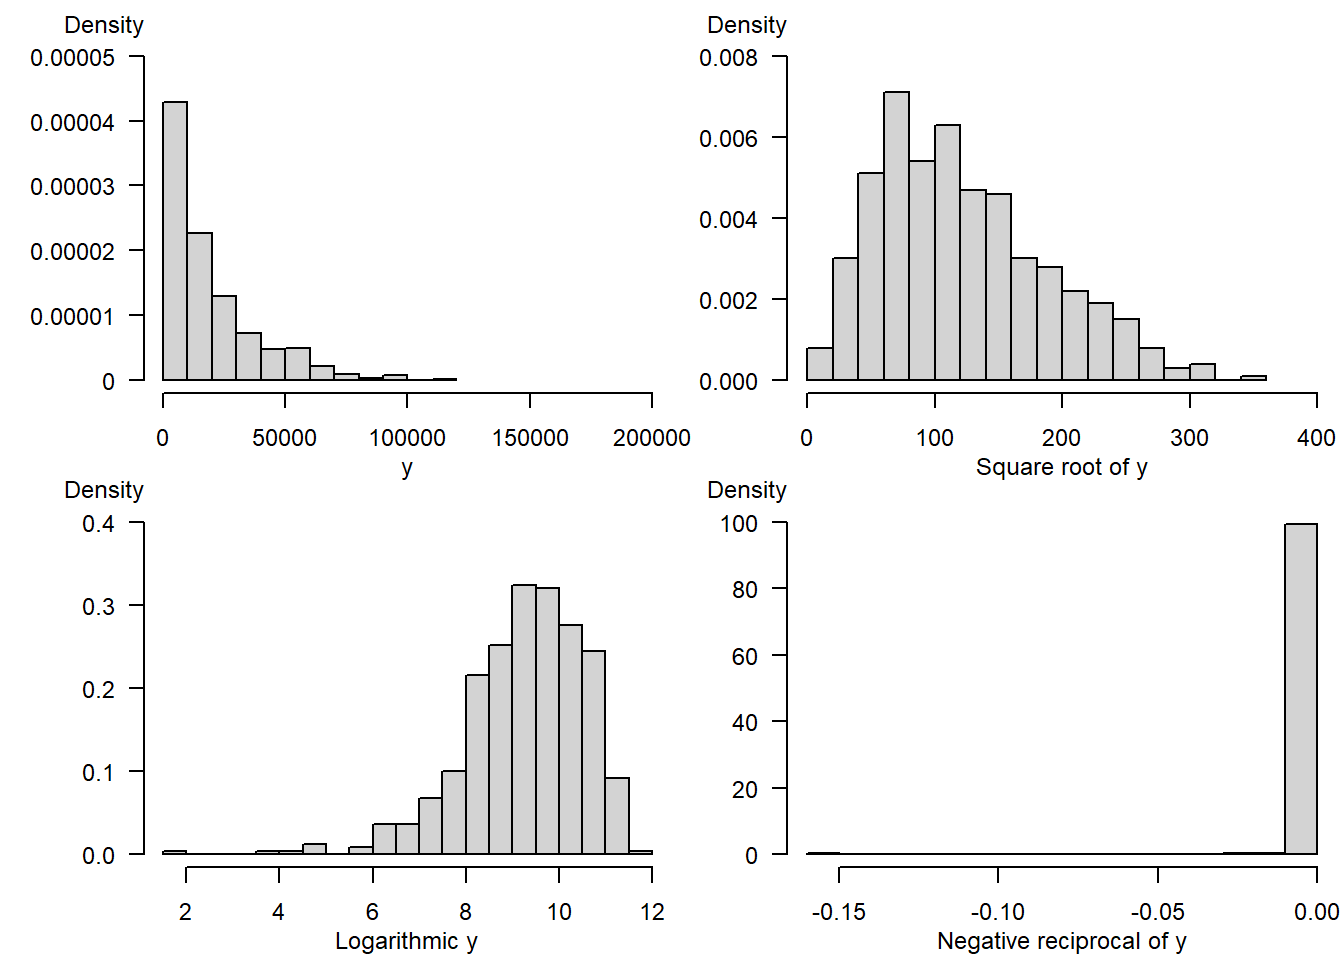 Density
0.00005
0.00004
0.00003
0.00002
0.00001
0
0 50000 100000 150000 200000
y
Density
0.008
0.006
0.004
0.002
0.000
0 100 200 300 400
Square root of y
Density
0.4
0.3
0.2
0.1
0.0
2 4 6 8 10 12
Logarithmic y
Density
100
80
60
40
20
0
-0.15 -0.10 -0.05 0.00
Negative reciprocal of y